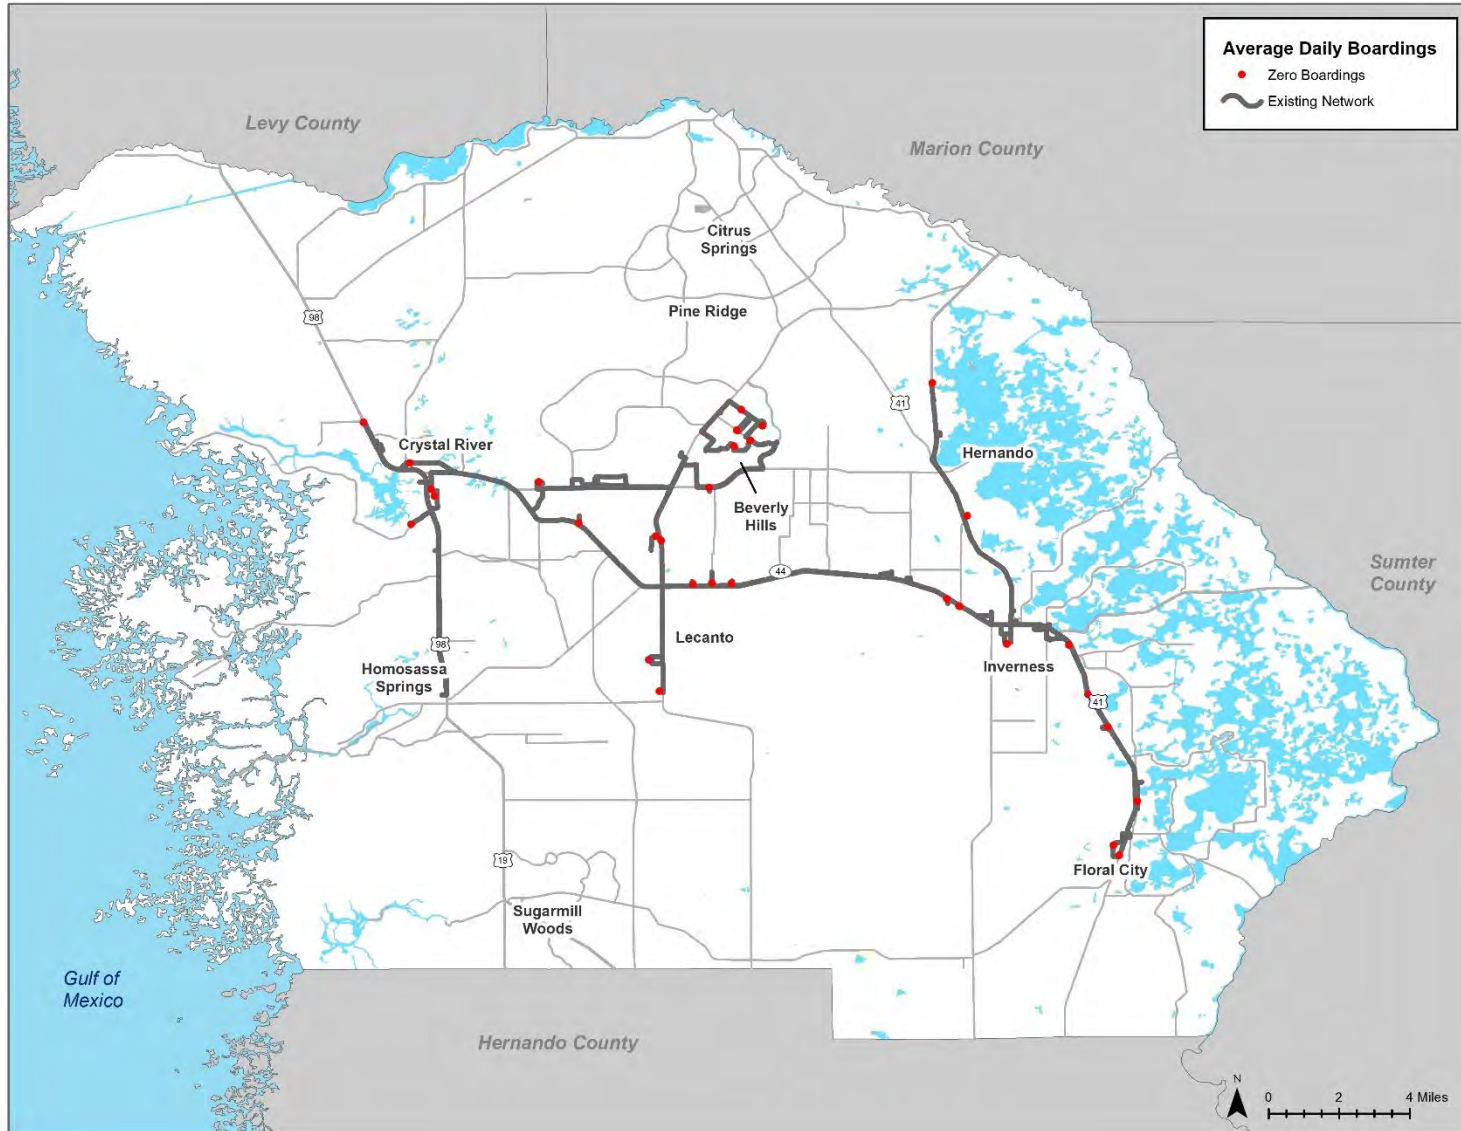 Average Daily Boardings
Zero Boardings
Existing Network
Levy County
Marion County
Citrus
Springs
Pine Ridge
98
41
Crystal River
Hernando
Beverly
Hills
44
Sumter
County
98
Lecanto
Homosassa
Springs
Inverness
41
19
Floral City
Sugarmill
Woods
Gulf of
Mexico
Hernando County
N
0 2 4 Miles